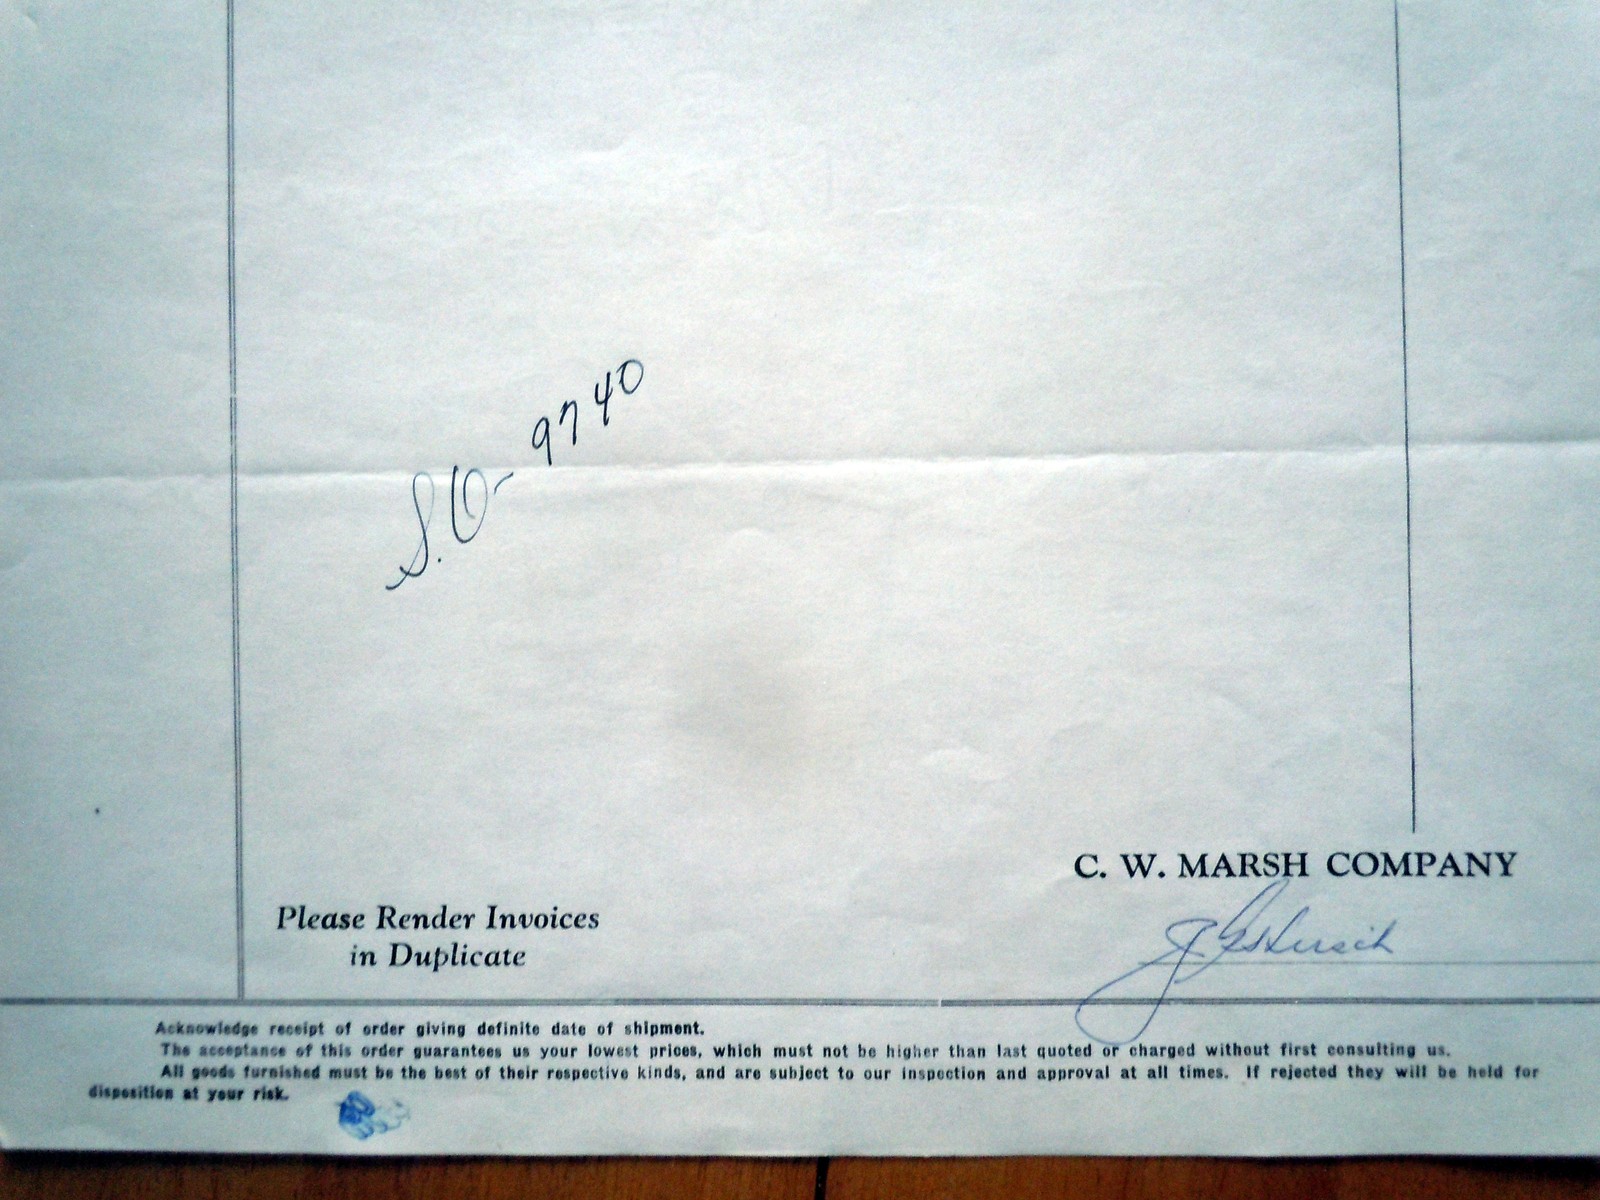 S.O- 9740
C. W. MARSH COMPANY
Please Render Invoices
in Duplicate
Acknowledge receipt of order giving definite date of shipment.
The acceptance of this order guarantees us your lowest prices, which must not be higher than last quoted or charged without first consulting us.
All goods furnished must be the best of their respective kinds, and are subject to our inspection and approval at all times. If rejected they will be held for
disposition at your risk.